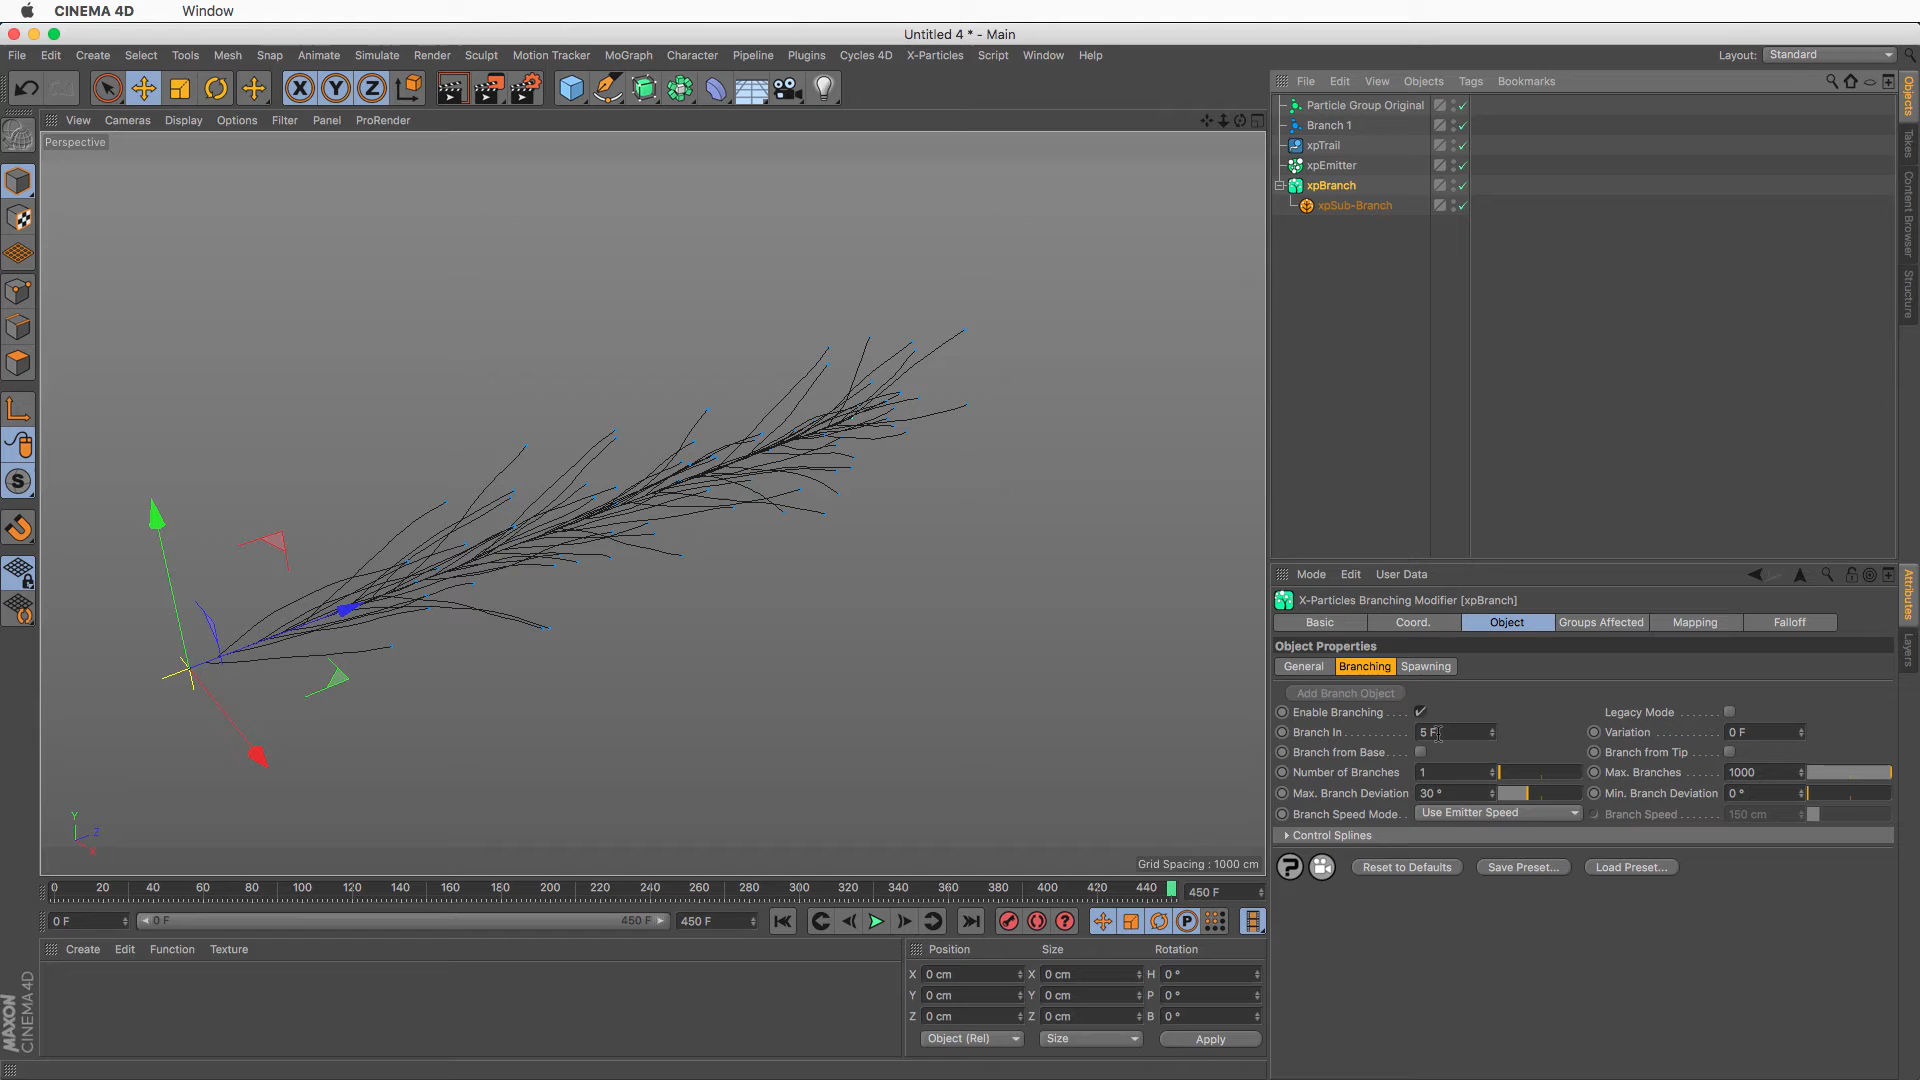 CINEMA 4D Window
Untitled 4 * - Main
File Edit Create Select Tools Mesh Snap Animate Simulate Render Sculpt Motion Tracker MoGraph Character Pipeline Plugins Cycles 4D X-Particles Script Window Help Layout: Standard
X Y Z
File Edit View Objects Tags Bookmarks
View Cameras Display Options Filter Panel ProRender
Perspective
Particle Group Original
Branch 1
xpTrail
xpEmitter
xpBranch
xpSub-Branch
Objects
Takes
Content Browser
Structure
S
Y
Z
X
Grid Spacing : 1000 cm
Mode Edit User Data
X-Particles Branching Modifier [xpBranch]
Basic Coord. Object Groups Affected Mapping Falloff
Object Properties
General Branching Spawning
Add Branch Object
Enable Branching . . . . Legacy Mode . . . . . . .
Branch In . . . . . . . . . . . 5 F Variation . . . . . . . . . . . 0 F
Branch from Base . . . . Branch from Tip . . . . .
Number of Branches 1 Max. Branches . . . . . . 1000
Max. Branch Deviation 30 ° Min. Branch Deviation 0 °
Branch Speed Mode . . Use Emitter Speed Branch Speed . . . . . . . 150 cm
Control Splines
? Reset to Defaults Save Preset... Load Preset...
Attributes
Layers
0 20 40 60 80 100 120 140 160 180 200 220 240 260 280 300 320 340 360 380 400 420 440 450 F
0 F 0 F 450 F 450 F ? P
Create Edit Function Texture
Position Size Rotation
X 0 cm X 0 cm H 0 °
Y 0 cm Y 0 cm P 0 °
Z 0 cm Z 0 cm B 0 °
Object (Rel) Size Apply
MAXON
CINEMA 4D